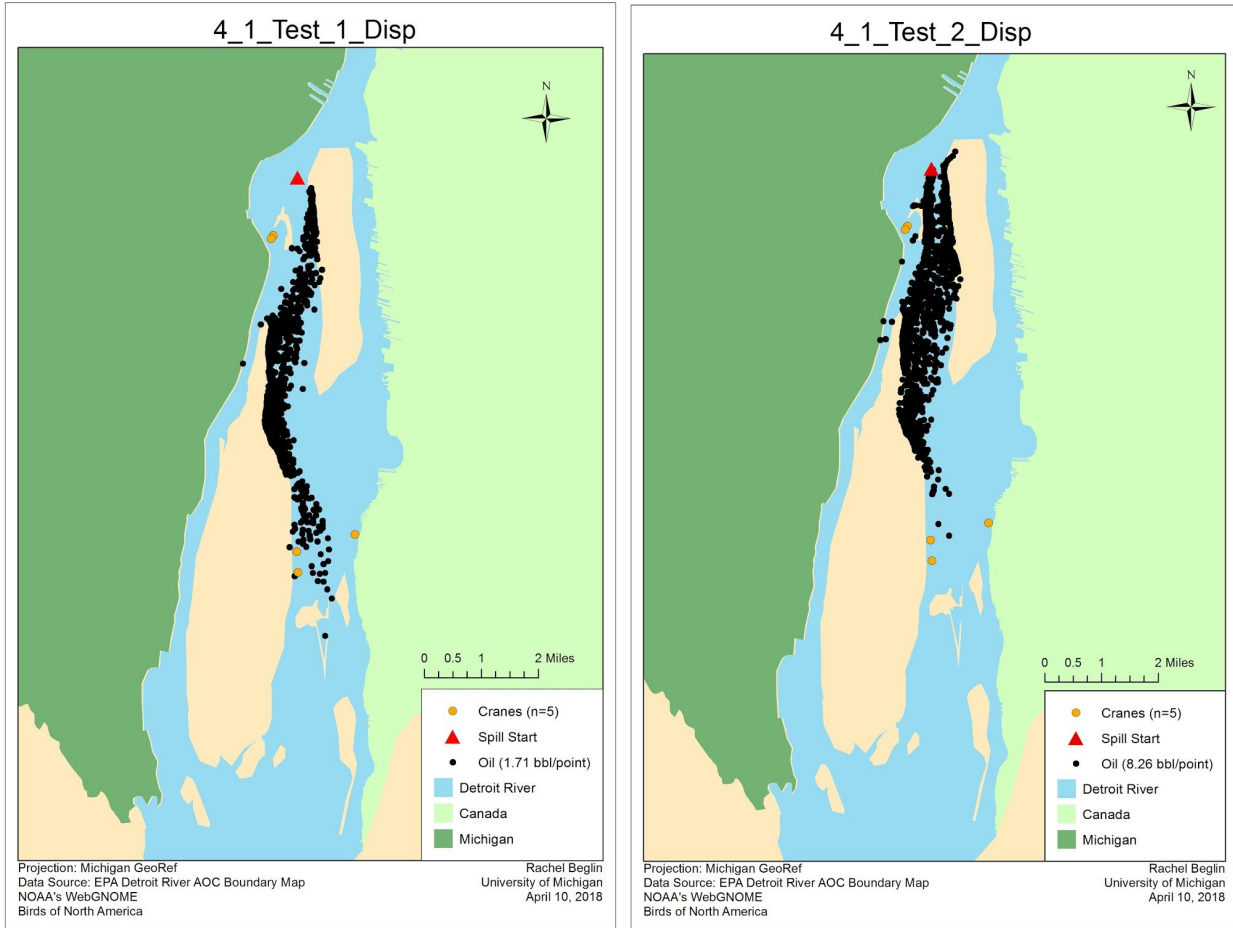 4_1_Test_1_Disp
N
0 0.5 1 2 Miles
Cranes (n=5)
Spill Start
Oil (1.71 bbl/point)
Detroit River
Canada
Michigan
Projection: Michigan GeoRef
Data Source: EPA Detroit River AOC Boundary Map
NOAA's WebGNOME
Birds of North America
Rachel Beglin
University of Michigan
April 10, 2018
4_1_Test_2_Disp
N
0 0.5 1 2 Miles
Cranes (n=5)
Spill Start
Oil (8.26 bbl/point)
Detroit River
Canada
Michigan
Projection: Michigan GeoRef
Data Source: EPA Detroit River AOC Boundary Map
NOAA's WebGNOME
Birds of North America
Rachel Beglin
University of Michigan
April 10, 2018